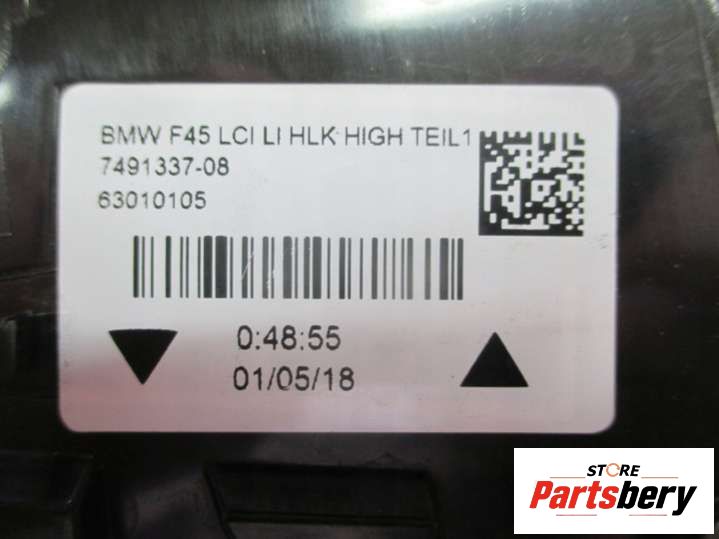 BMW F45 LCI LI HLK HIGH TEIL1
7491337-08
63010105
0:48:55
01/05/18
STORE
Partsbery